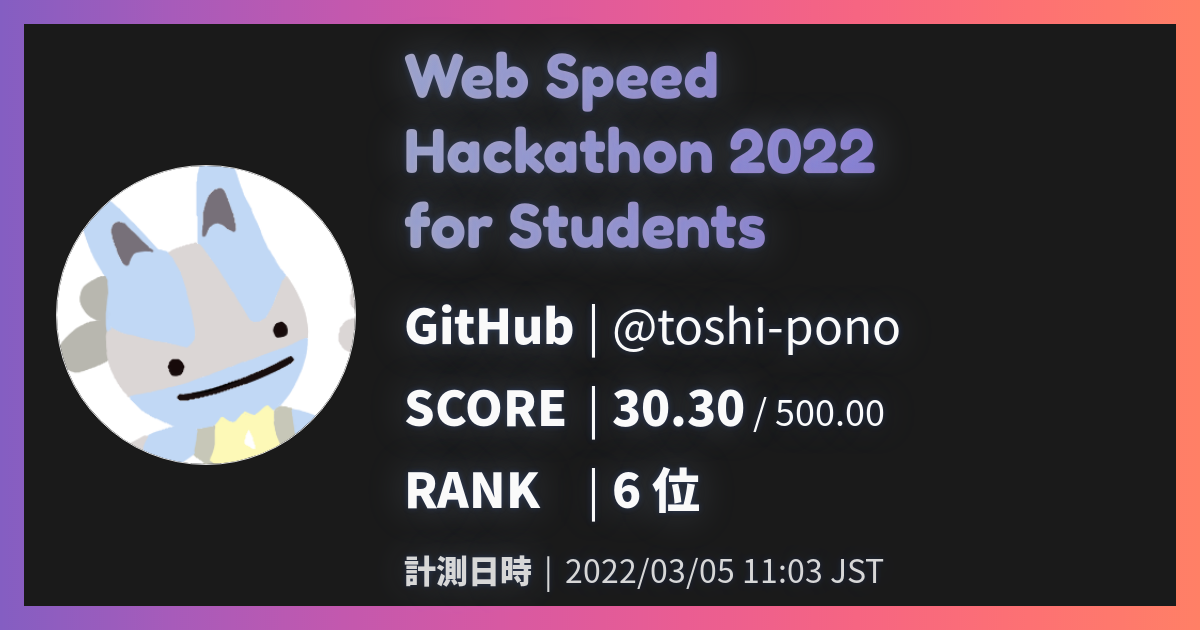 Web Speed
Hackathon 2022
for Students
GitHub | @toshi-pono
SCORE | 30.30 / 500.00
RANK | 6 位
計測日時 | 2022/03/05 11:03 JST